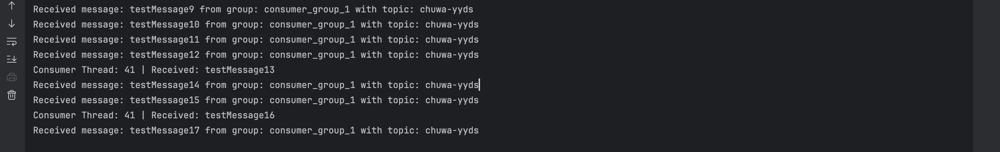 Received message: testMessage9 from group: consumer_group_1 with topic: chuwa-yyds
Received message: testMessage10 from group: consumer_group_1 with topic: chuwa-yyds
Received message: testMessage11 from group: consumer_group_1 with topic: chuwa-yyds
Received message: testMessage12 from group: consumer_group_1 with topic: chuwa-yyds
Consumer Thread: 41 | Received: testMessage13
Received message: testMessage14 from group: consumer_group_1 with topic: chuwa-yyds
Received message: testMessage15 from group: consumer_group_1 with topic: chuwa-yyds
Consumer Thread: 41 | Received: testMessage16
Received message: testMessage17 from group: consumer_group_1 with topic: chuwa-yyds